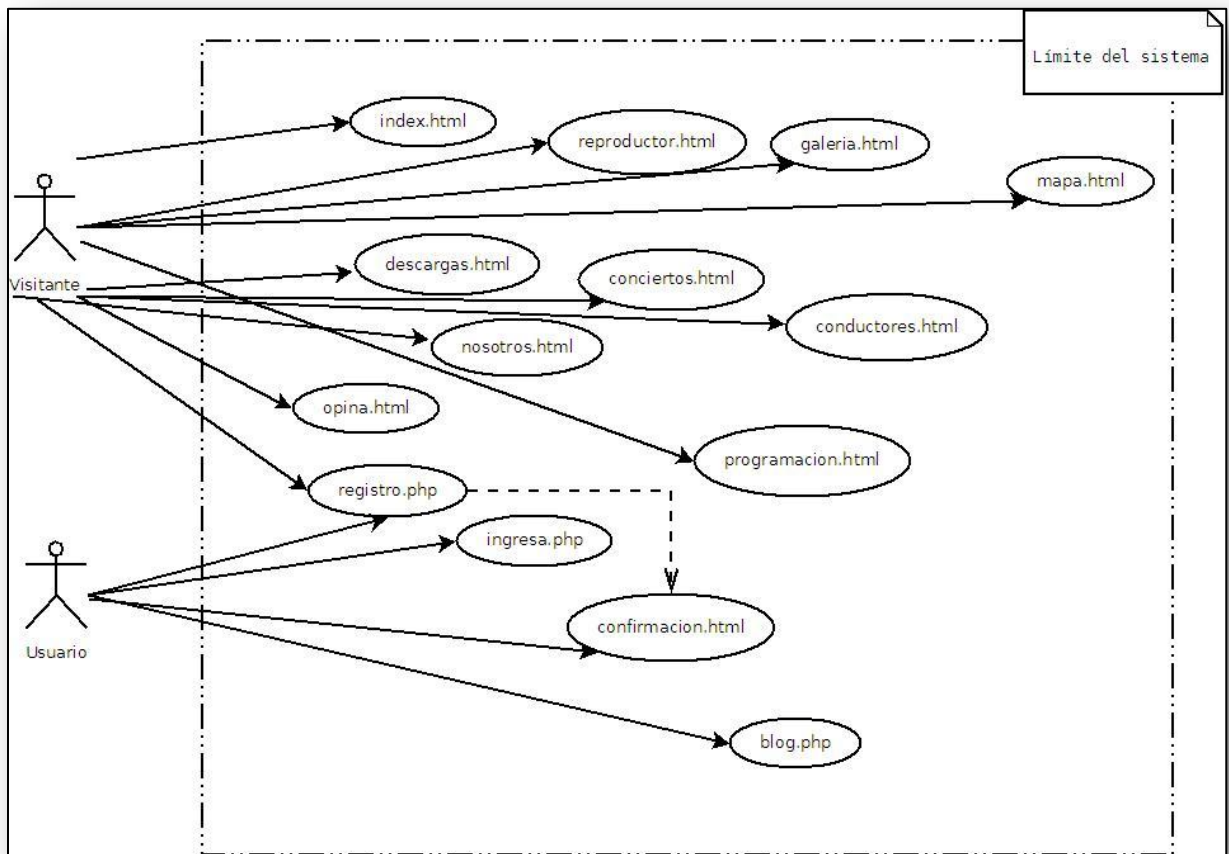 Límite del sistema
index.html
reproductor.html
galeria.html
mapa.html
Visitante
descargas.html
conciertos.html
conductores.html
nosotros.html
opina.html
programacion.html
registro.php
ingresa.php
confirmacion.html
Usuario
blog.php